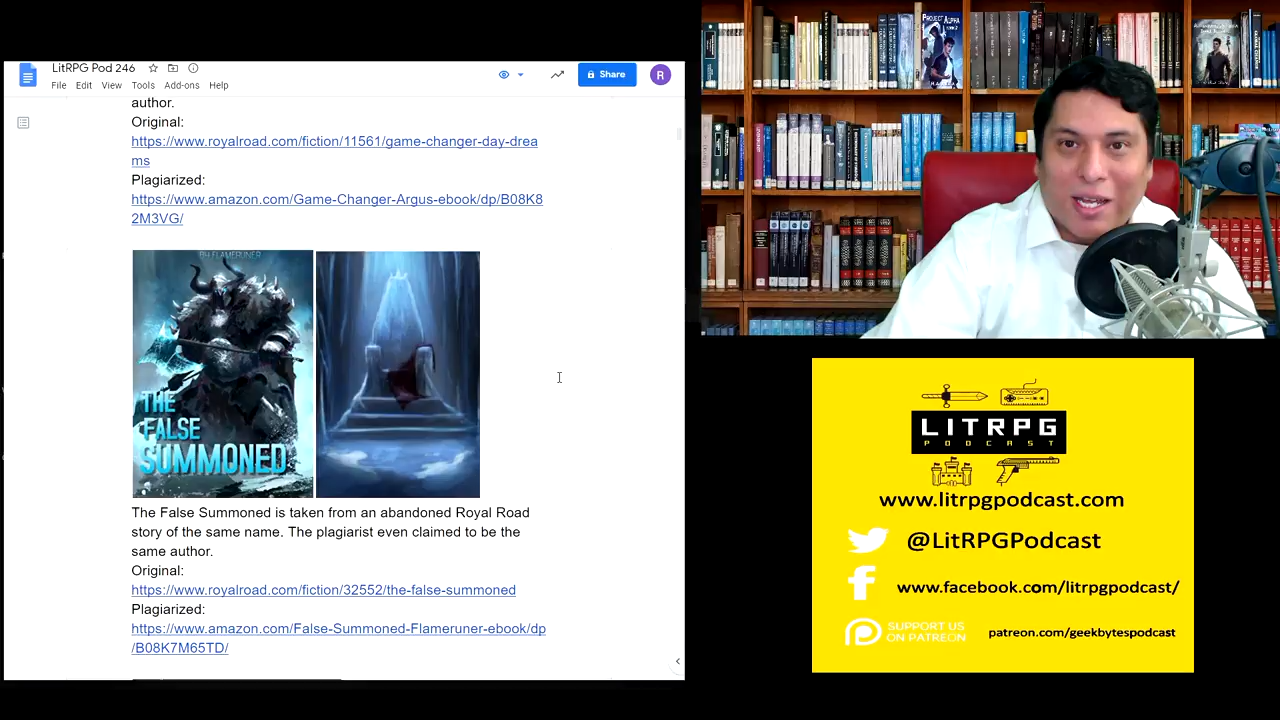 LitRPG Pod 246
Share
R
File Edit View Tools Add-ons Help
author.
Original:
https://www.royalroad.com/fiction/11561/game-changer-day-drea
ms
Plagiarized:
https://www.amazon.com/Game-Changer-Argus-ebook/dp/B08K8
2M3VG/
FLAMERUNER
THE
FALSE
SUMMONED
The False Summoned is taken from an abandoned Royal Road
story of the same name. The plagiarist even claimed to be the
same author.
Original:
https://www.royalroad.com/fiction/32552/the-false-summoned
Plagiarized:
https://www.amazon.com/False-Summoned-Flameruner-ebook/dp
/B08K7M65TD/
PROJECT
ALPHA
LITRPG
PODCAST
www.litrpgpodcast.com
@LitRPGPodcast
www.facebook.com/litrpgpodcast/
SUPPORT US
ON PATREON
patreon.com/geekbytespodcast